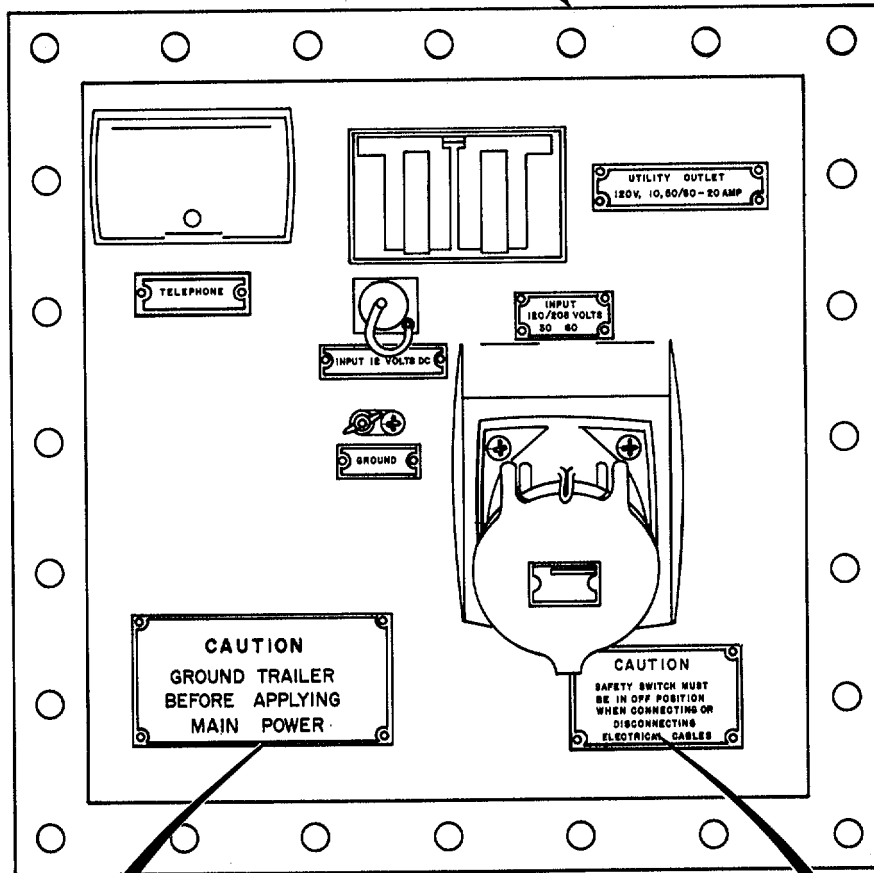 UTILITY OUTLET
120V, 10, 50/60-20 AMP
TELEPHONE
INPUT
120/208 VOLTS
50 60
INPUT 12 VOLTS DC
GROUND
CAUTION
GROUND TRAILER
BEFORE APPLYING
MAIN POWER
CAUTION
SAFETY SWITCH MUST
BE IN OFF POSITION
WHEN CONNECTING OR
DISCONNECTING
ELECTRICAL CABLES